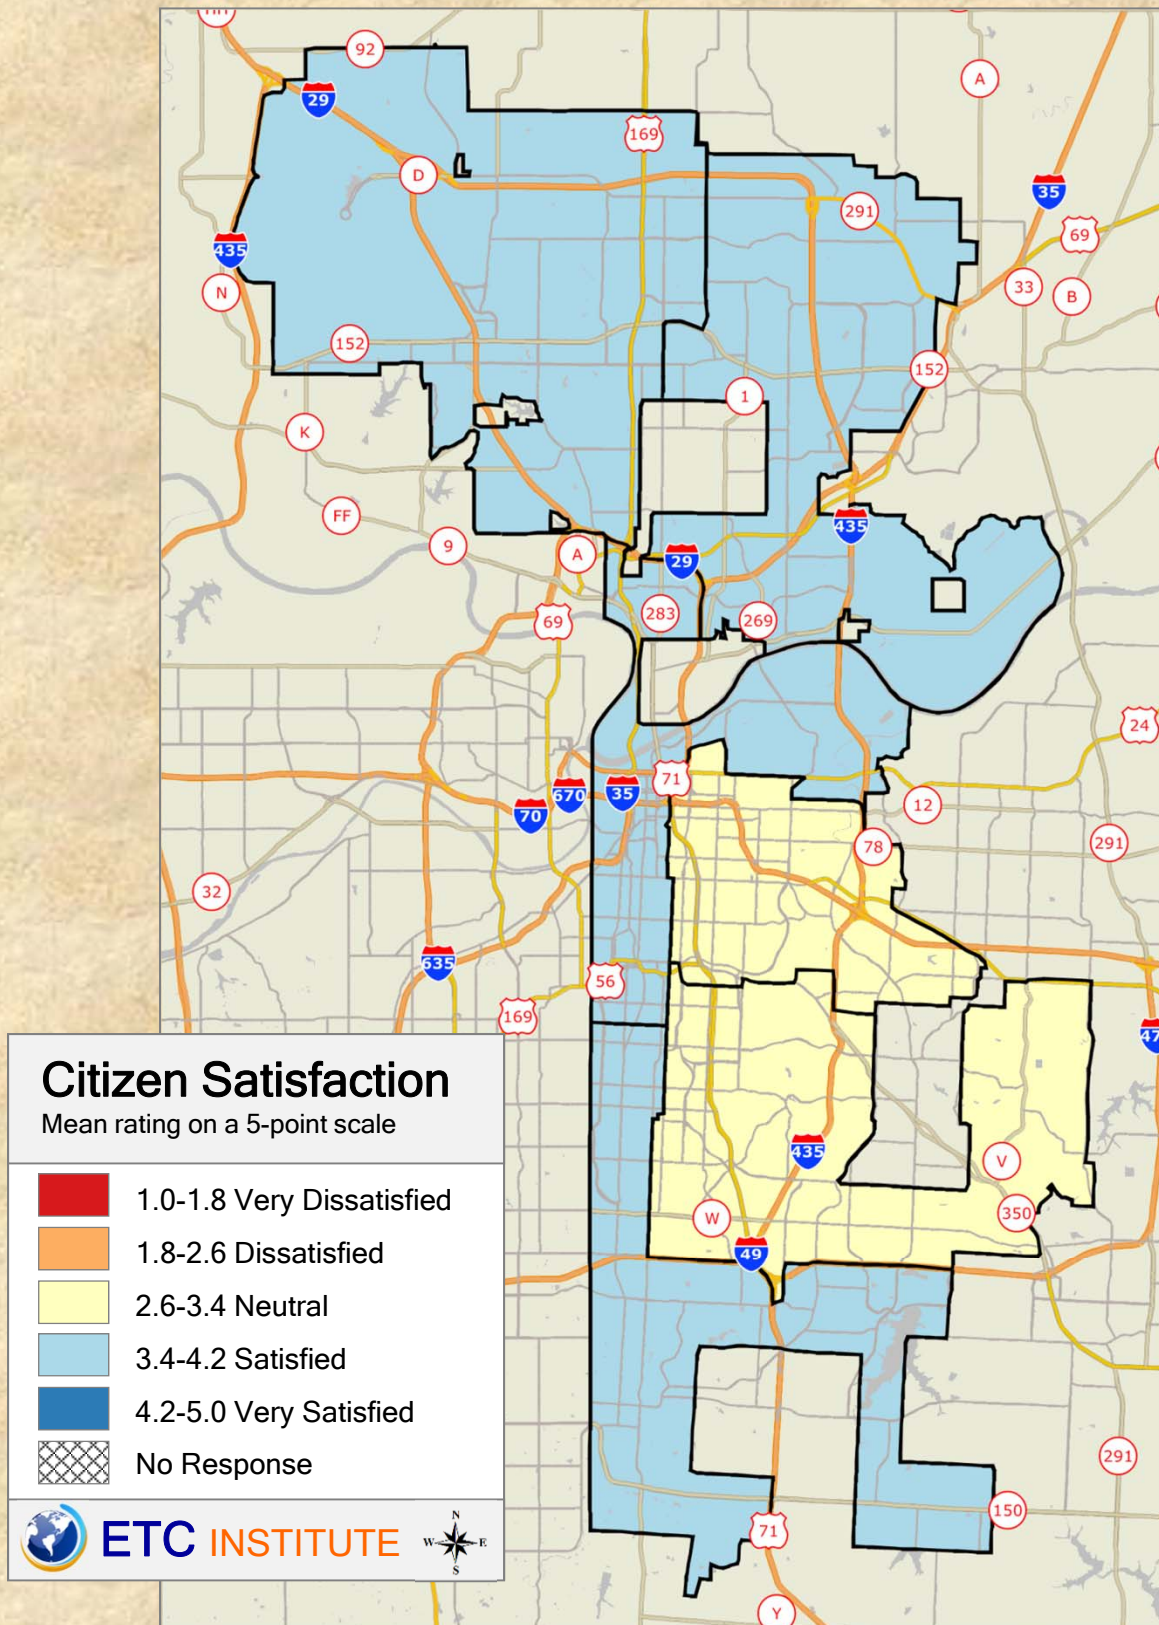 HH
92
A
29
169
35
D
291
69
435
N
33
B
152
152
1
K
FF
435
9
A
29
283
269
69
24
71
670
35
70
12
78
291
32
635
56
169
47
Citizen Satisfaction
Mean rating on a 5-point scale
1.0-1.8 Very Dissatisfied
1.8-2.6 Dissatisfied
2.6-3.4 Neutral
3.4-4.2 Satisfied
4.2-5.0 Very Satisfied
No Response
ETC INSTITUTE
N
W E
S
435
V
W
350
49
291
150
71
Y